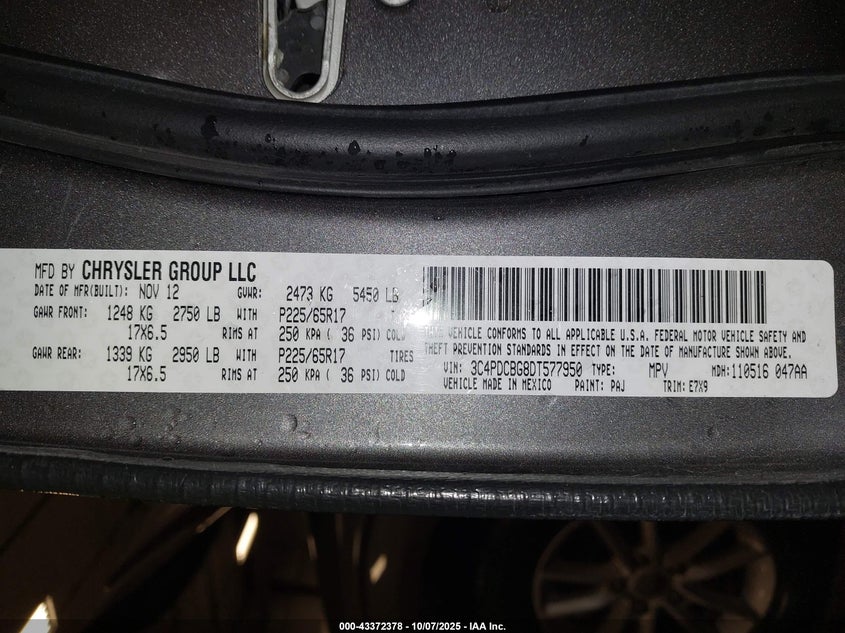 MFD BY CHRYSLER GROUP LLC
DATE OF MFR(BUILT): NOV 12 GVWR: 2473 KG 5450 LB
GAWR FRONT: 1248 KG 2750 LB WITH P225/65R17
17X6.5 RIMS AT 250 KPA ( 36 PSI) COLD
GAWR REAR: 1339 KG 2950 LB WITH P225/65R17 TIRES
17X6.5 RIMS AT 250 KPA ( 36 PSI) COLD
THIS VEHICLE CONFORMS TO ALL APPLICABLE U.S.A. FEDERAL MOTOR VEHICLE SAFETY AND
THEFT PREVENTION STANDARDS IN EFFECT ON THE DATE OF MANUFACTURE SHOWN ABOVE.
VIN: 3C4PDCBG8DT577950 TYPE: MPV MDH: 110516 047AA
VEHICLE MADE IN MEXICO PAINT: PAJ TRIM: E7X9
000-43372378 - 10/07/2025 - IAA Inc.